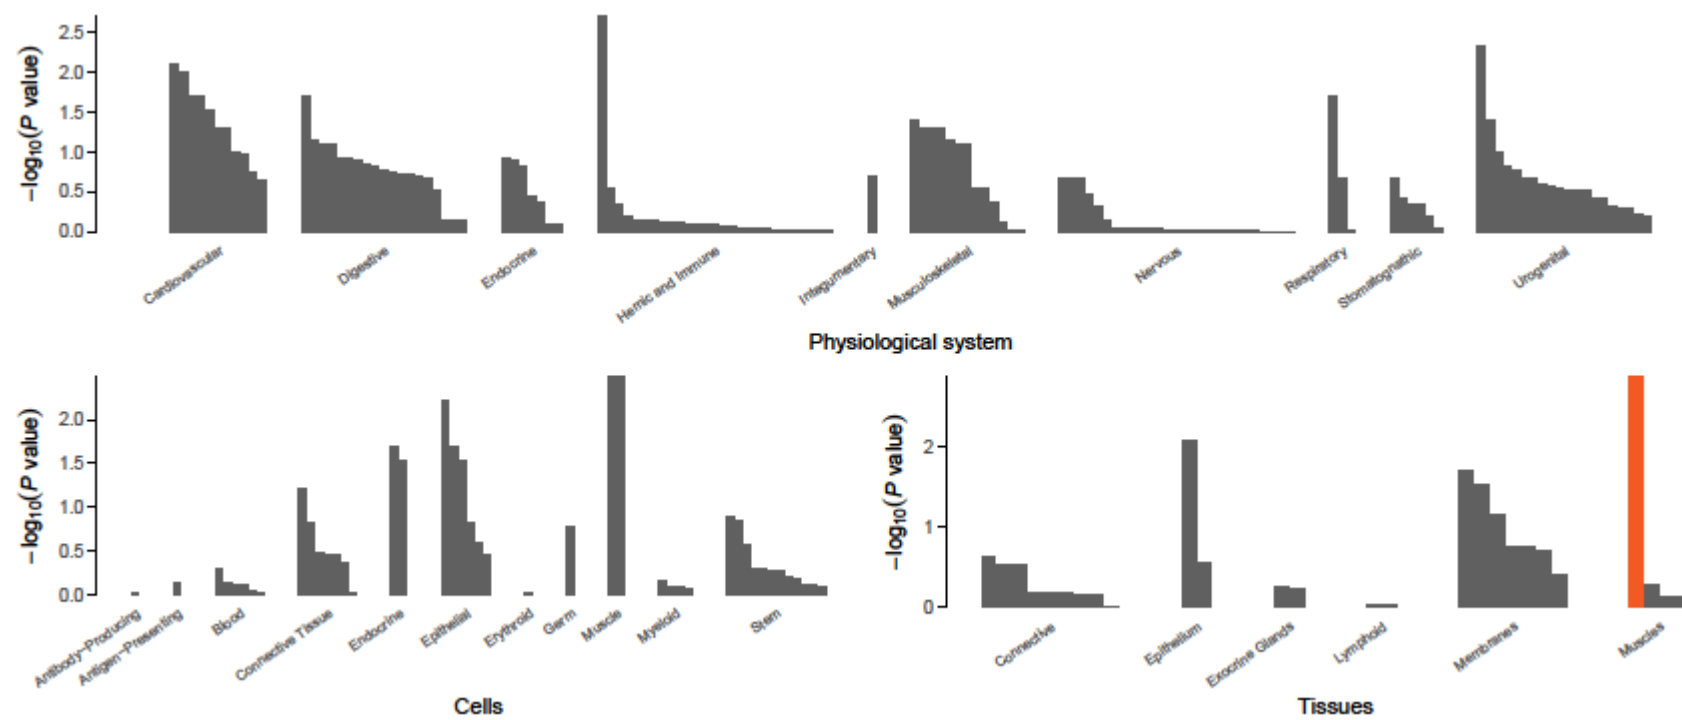 −log10(P value)
2.5
2.0
1.5
1.0
0.5
0.0
Cardiovascular
Digestive
Endocrine
Hemic and Immune
Integumentary
Musculoskeletal
Nervous
Respiratory
Stomatognathic
Urogenital
Physiological system
−log10(P value)
2.0
1.5
1.0
0.5
0.0
Antibody−Producing
Antigen−Presenting
Blood
Connective Tissue
Endocrine
Epithelial
Erythroid
Germ
Muscle
Myeloid
Stem
Cells
−log10(P value)
2
1
0
Connective
Epithelium
Exocrine Glands
Lymphoid
Membranes
Muscles
Tissues